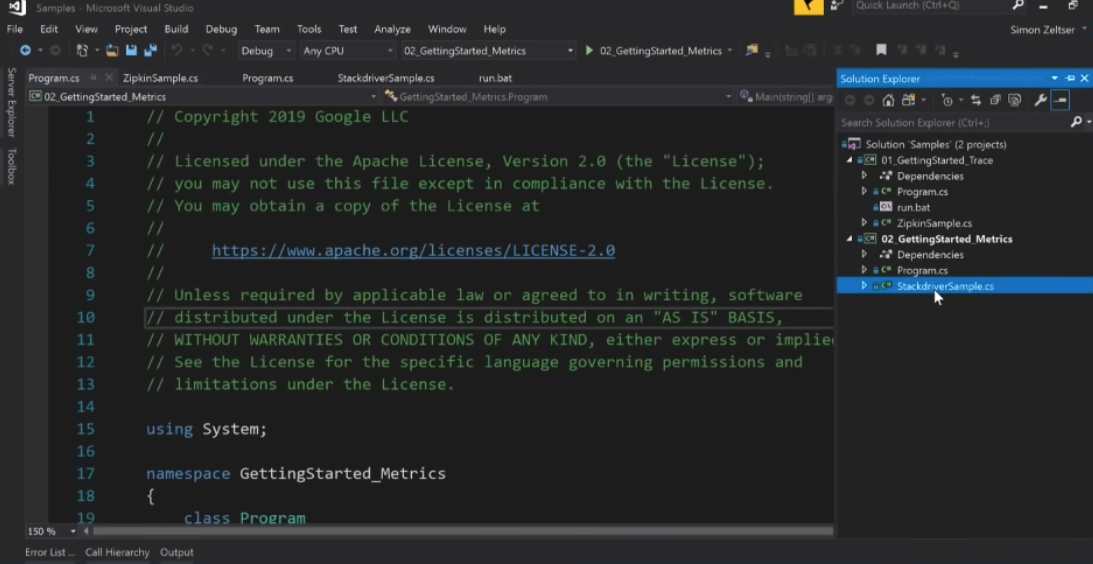 Samples - Microsoft Visual Studio
Quick Launch (Ctrl+Q)
File Edit View Project Build Debug Team Tools Test Analyze Window Help
Simon Zeltser
Debug Any CPU 02_GettingStarted_Metrics 02_GettingStarted_Metrics
Server Explorer
Toolbox
Program.cs ZipkinSample.cs Program.cs StackdriverSample.cs run.bat
02_GettingStarted_Metrics GettingStarted_Metrics.Program Main(string[] arg
1 // Copyright 2019 Google LLC
2 //
3 // Licensed under the Apache License, Version 2.0 (the "License");
4 // you may not use this file except in compliance with the License.
5 // You may obtain a copy of the License at
6 //
7 // https://www.apache.org/licenses/LICENSE-2.0
8 //
9 // Unless required by applicable law or agreed to in writing, software
10 // distributed under the License is distributed on an "AS IS" BASIS,
11 // WITHOUT WARRANTIES OR CONDITIONS OF ANY KIND, either express or implie
12 // See the License for the specific language governing permissions and
13 // limitations under the License.
14
15 using System;
16
17 namespace GettingStarted_Metrics
18 {
19 class Program
150 %
Error List ... Call Hierarchy Output
Solution Explorer
Search Solution Explorer (Ctrl+;)
Solution 'Samples' (2 projects)
01_GettingStarted_Trace
Dependencies
C# Program.cs
run.bat
C# ZipkinSample.cs
02_GettingStarted_Metrics
Dependencies
C# Program.cs
C# StackdriverSample.cs